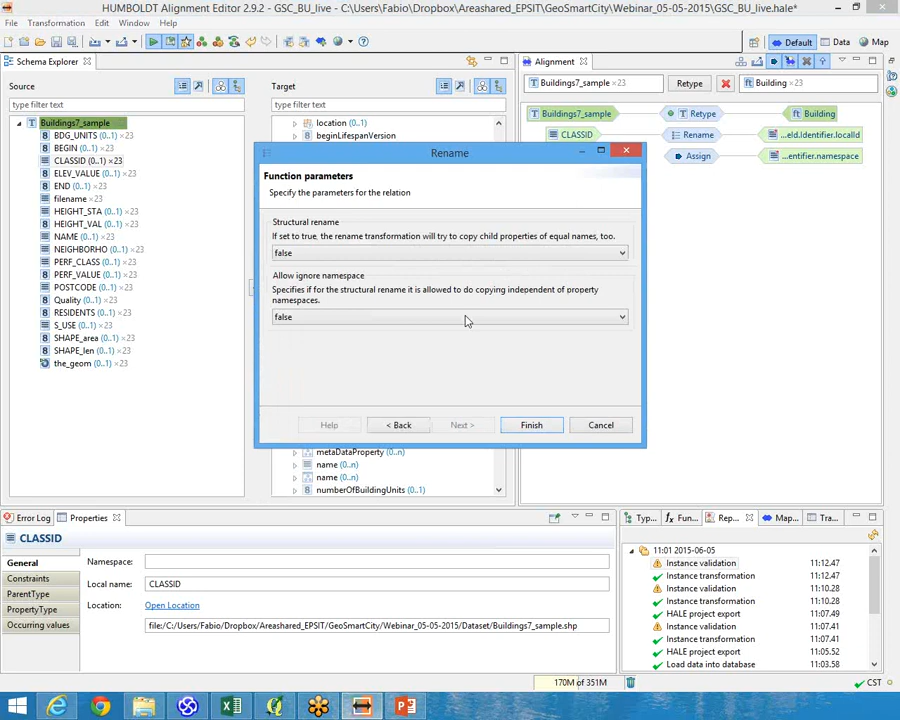 HUMBOLDT Alignment Editor 2.9.2 - GSC_BU_live - C:\Users\Fabio\Dropbox\Areashared_EPSIT\GeoSmartCity\Webinar_05-05-2015\GSC_BU_live.hale*
File Transformation Edit Window Help
Default Data Map
Schema Explorer
Alignment
Source
Target
type filter text
type filter text
Buildings7_sample ×23
Retype
Building ×23
Buildings7_sample
BDG_UNITS (0..1) ×23
BEGIN (0..1) ×23
CLASSID (0..1) ×23
ELEV_VALUE (0..1) ×23
END (0..1) ×23
filename ×23
HEIGHT_STA (0..1) ×23
HEIGHT_VAL (0..1) ×23
NAME (0..1) ×23
NEIGHBORHO (0..1) ×23
PERF_CLASS (0..1) ×23
PERF_VALUE (0..1) ×23
POSTCODE (0..1) ×23
Quality (0..1) ×23
RESIDENTS (0..1) ×23
S_USE (0..1) ×23
SHAPE_area (0..1) ×23
SHAPE_len (0..1) ×23
the_geom (0..1) ×23
location (0..1)
beginLifespanVersion
metaDataProperty (0..n)
name (0..n)
name (0..n)
numberOfBuildingUnits (0..1)
Buildings7_sample Retype Building
CLASSID Rename ...eld.Identifier.localId
Assign ...entifier.namespace
Rename
Function parameters
Specify the parameters for the relation
Structural rename
If set to true, the rename transformation will try to copy child properties of equal names, too.
false
Allow ignore namespace
Specifies if for the structural rename it is allowed to do copying independent of property
namespaces.
false
Help < Back Next > Finish Cancel
Error Log Properties
CLASSID
General
Constraints
ParentType
PropertyType
Occurring values
Namespace:
Local name: CLASSID
Location: Open Location
file:/C:/Users/Fabio/Dropbox/Areashared_EPSIT/GeoSmartCity/Webinar_05-05-2015/Dataset/Buildings7_sample.shp
Typ... Fun... Rep... Map... Tra...
11:01 2015-06-05
Instance validation 11:12.47
Instance transformation 11:12.47
Instance validation 11:10.28
Instance transformation 11:10.28
HALE project export 11:07.49
Instance validation 11:07.41
Instance transformation 11:07.41
HALE project export 11:05.52
Load data into database 11:03.58
170M of 351M
CST